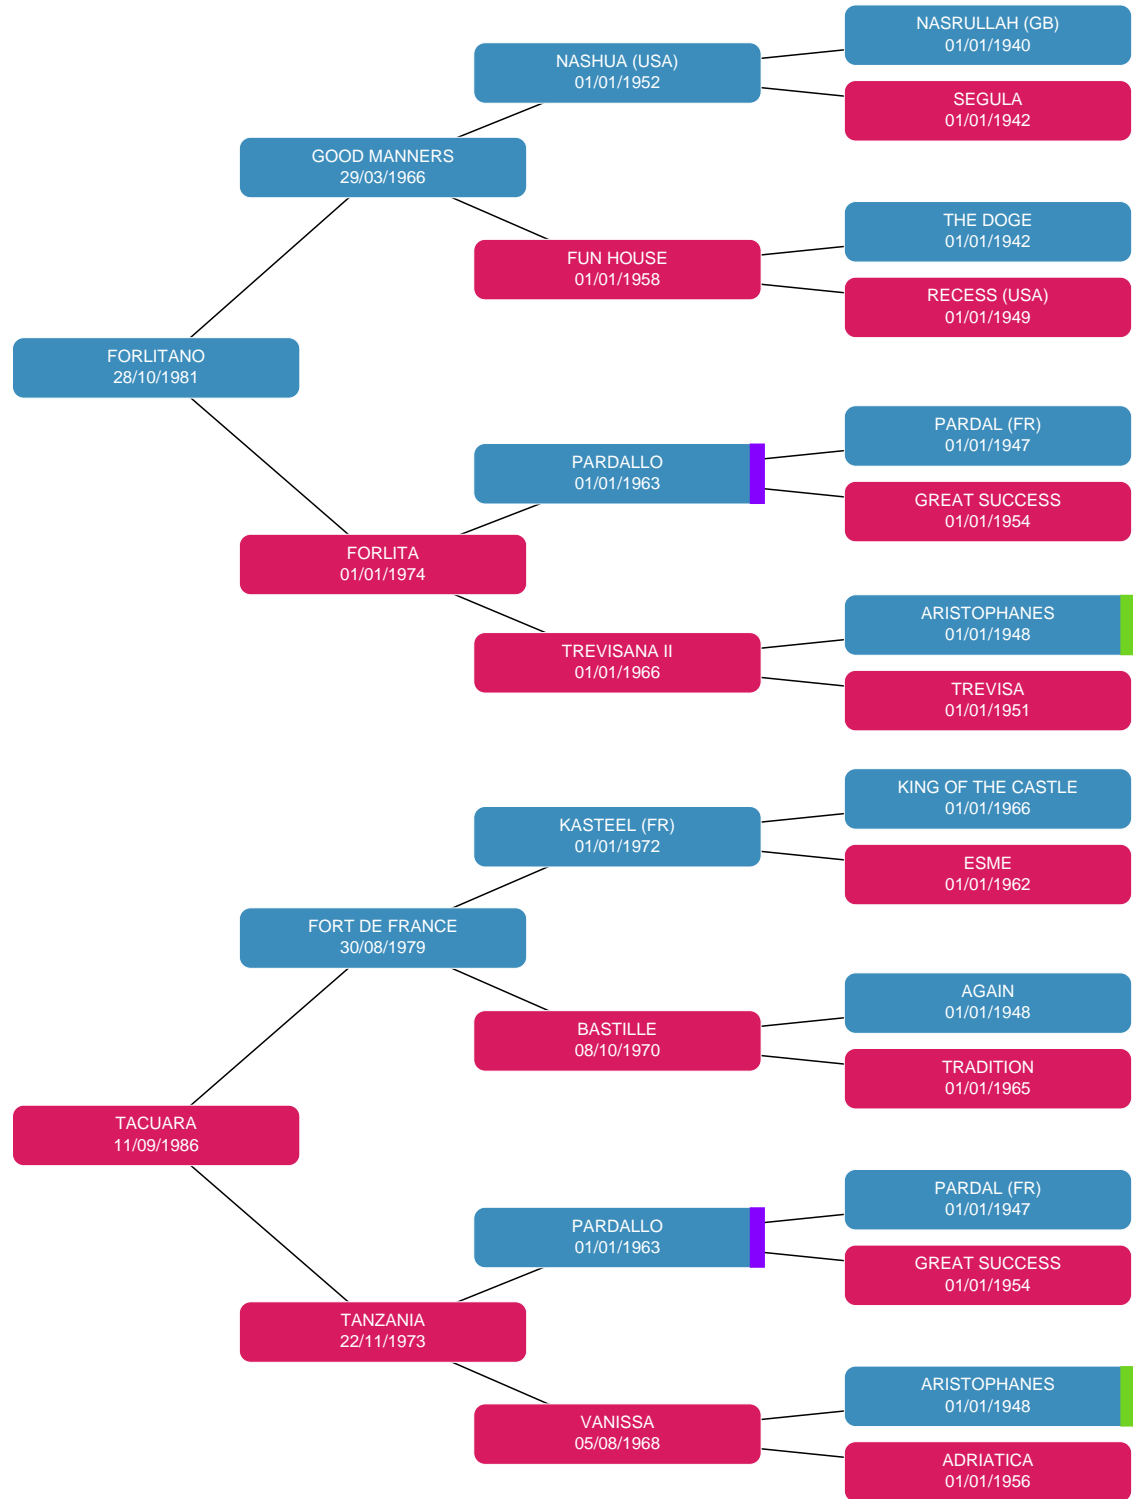 NASRULLAH (GB)
01/01/1940
NASHUA (USA)
01/01/1952
SEGULA
01/01/1942
GOOD MANNERS
29/03/1966
THE DOGE
01/01/1942
FUN HOUSE
01/01/1958
RECESS (USA)
01/01/1949
FORLITANO
28/10/1981
PARDAL (FR)
01/01/1947
PARDALLO
01/01/1963
GREAT SUCCESS
01/01/1954
FORLITA
01/01/1974
ARISTOPHANES
01/01/1948
TREVISANA II
01/01/1966
TREVISA
01/01/1951
KING OF THE CASTLE
01/01/1966
KASTEEL (FR)
01/01/1972
ESME
01/01/1962
FORT DE FRANCE
30/08/1979
AGAIN
01/01/1948
BASTILLE
08/10/1970
TRADITION
01/01/1965
TACUARA
11/09/1986
PARDAL (FR)
01/01/1947
PARDALLO
01/01/1963
GREAT SUCCESS
01/01/1954
TANZANIA
22/11/1973
ARISTOPHANES
01/01/1948
VANISSA
05/08/1968
ADRIATICA
01/01/1956